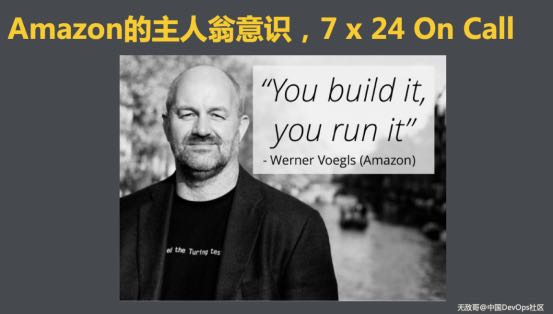 Amazon的主人翁意识，7 x 24 On Call
“You build it,
you run it”
- Werner Voegls (Amazon)
of the Turing tes
无敌哥@中国DevOps社区